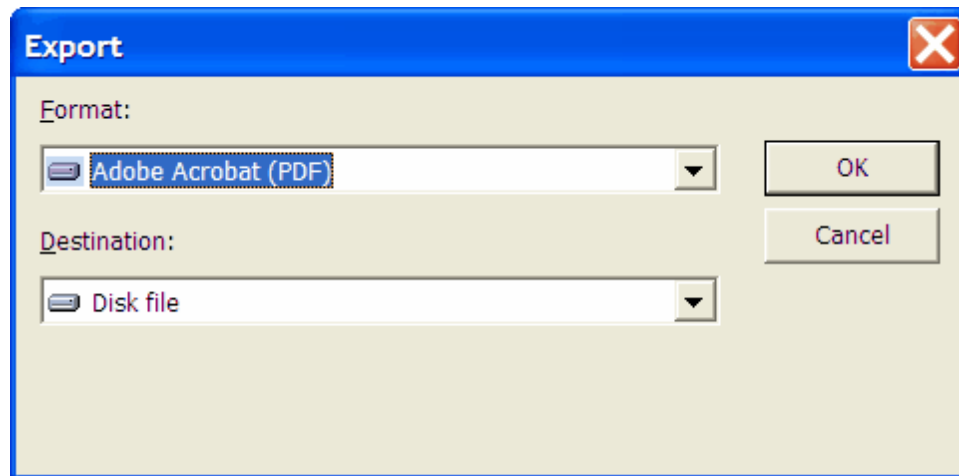 Export
Format:
Adobe Acrobat (PDF)
OK
Destination:
Cancel
Disk file